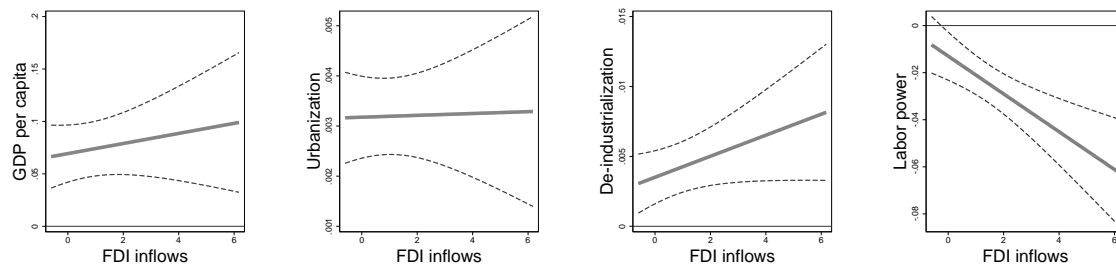 GDP per capita
.2
.15
.1
.05
0
0 2 4 6
FDI inflows
Urbanization
.005
.004
.003
.002
.001
0 2 4 6
FDI inflows
De-industrialization
.015
.01
.005
0
0 2 4 6
FDI inflows
Labor power
0
-.02
-.04
-.06
-.08
0 2 4 6
FDI inflows